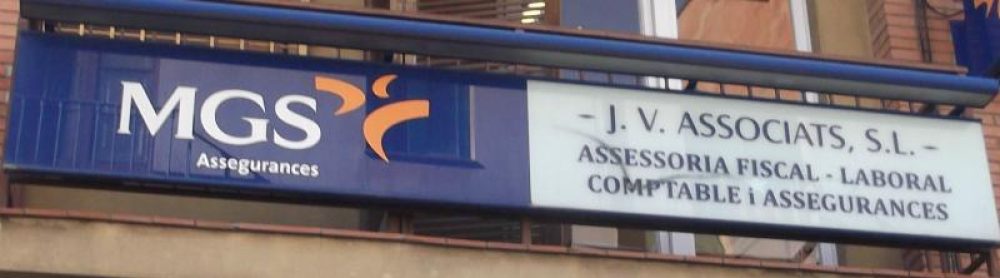 MGS
Assegurances
- J. V. ASSOCIATS, S.L. -
ASSESSORIA FISCAL - LABORAL
COMPTABLE i ASSEGURANCES